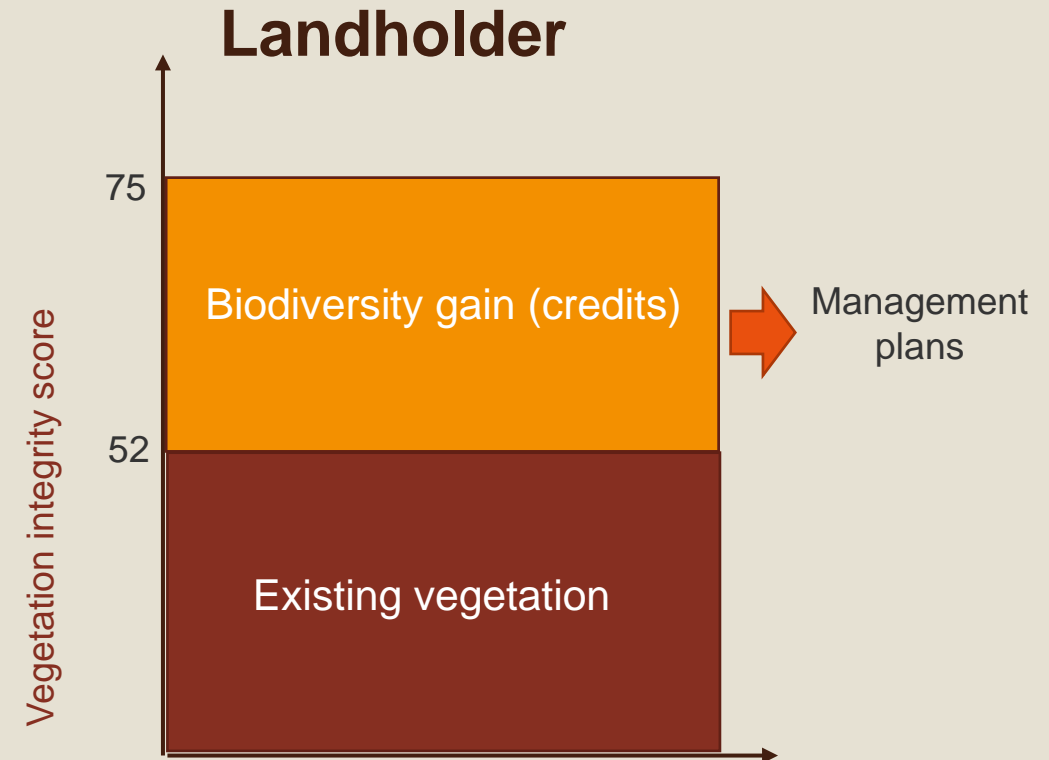 Landholder
75
Biodiversity gain (credits)
Management
plans
Vegetation integrity score
52
Existing vegetation